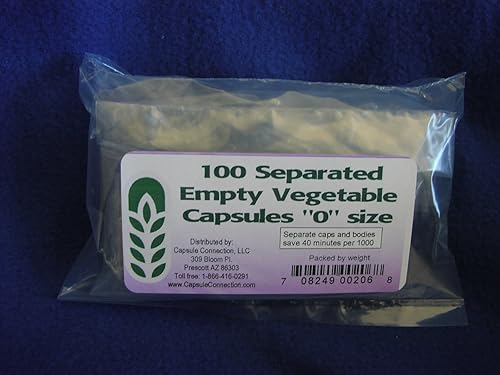 100 Separated
Empty Vegetable
Capsules "0" size
Separate caps and bodies
save 40 minutes per 1000
Distributed by:
Capsule Connection, LLC
309 Bloom Pl.
Prescott AZ 86303
Toll free: 1-866-416-0291
www.CapsuleConnection.com
Packed by weight
7 08249 00206 8